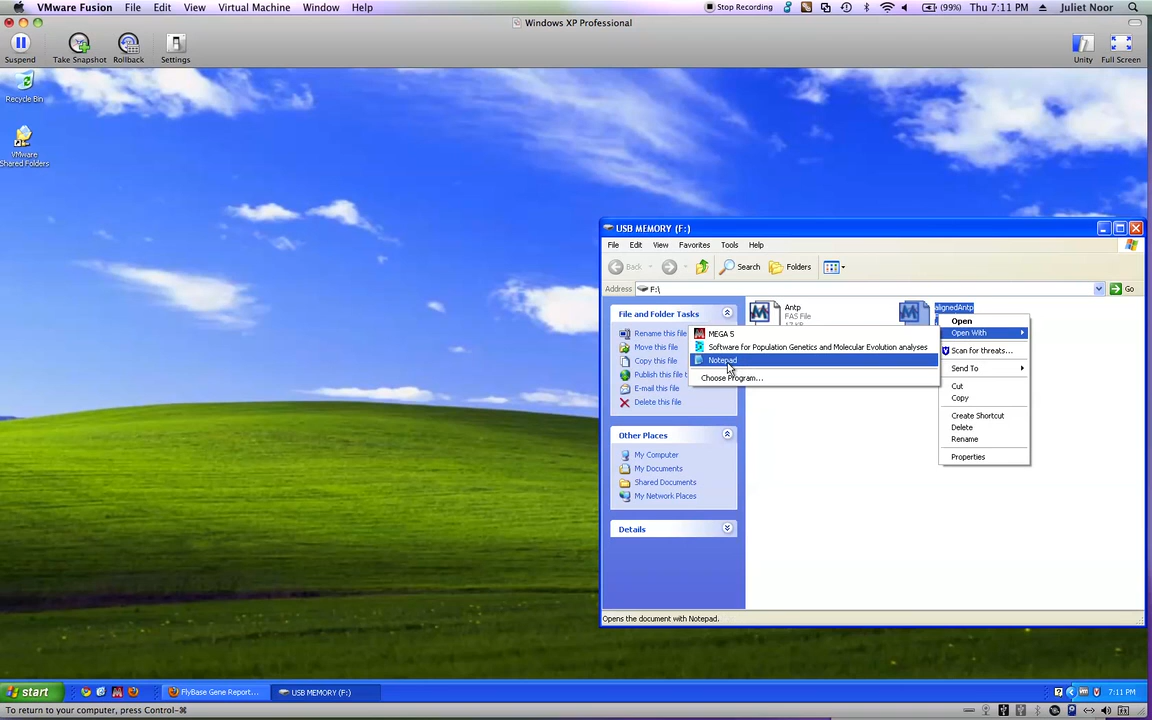 VMware Fusion File Edit View Virtual Machine Window Help Stop Recording (99%) Thu 7:11 PM Juliet Noor
Windows XP Professional
Suspend Take Snapshot Rollback Settings Unity Full Screen
Recycle Bin
VMware
Shared Folders
USB MEMORY (F:)
File Edit View Favorites Tools Help
Back Search Folders
Address F:\ Go
File and Folder Tasks
Rename this file
Move this file
Copy this file
Publish this file t
E-mail this file
Delete this file
Other Places
My Computer
My Documents
Shared Documents
My Network Places
Details
Antp
FAS File
17 KB
alignedAntp
MEGA 5
Software for Population Genetics and Molecular Evolution analyses
Notepad
Choose Program...
Open
Open With
Scan for threats...
Send To
Cut
Copy
Create Shortcut
Delete
Rename
Properties
Opens the document with Notepad.
start FlyBase Gene Report... USB MEMORY (F:) 7:11 PM
To return to your computer, press Control-⌘